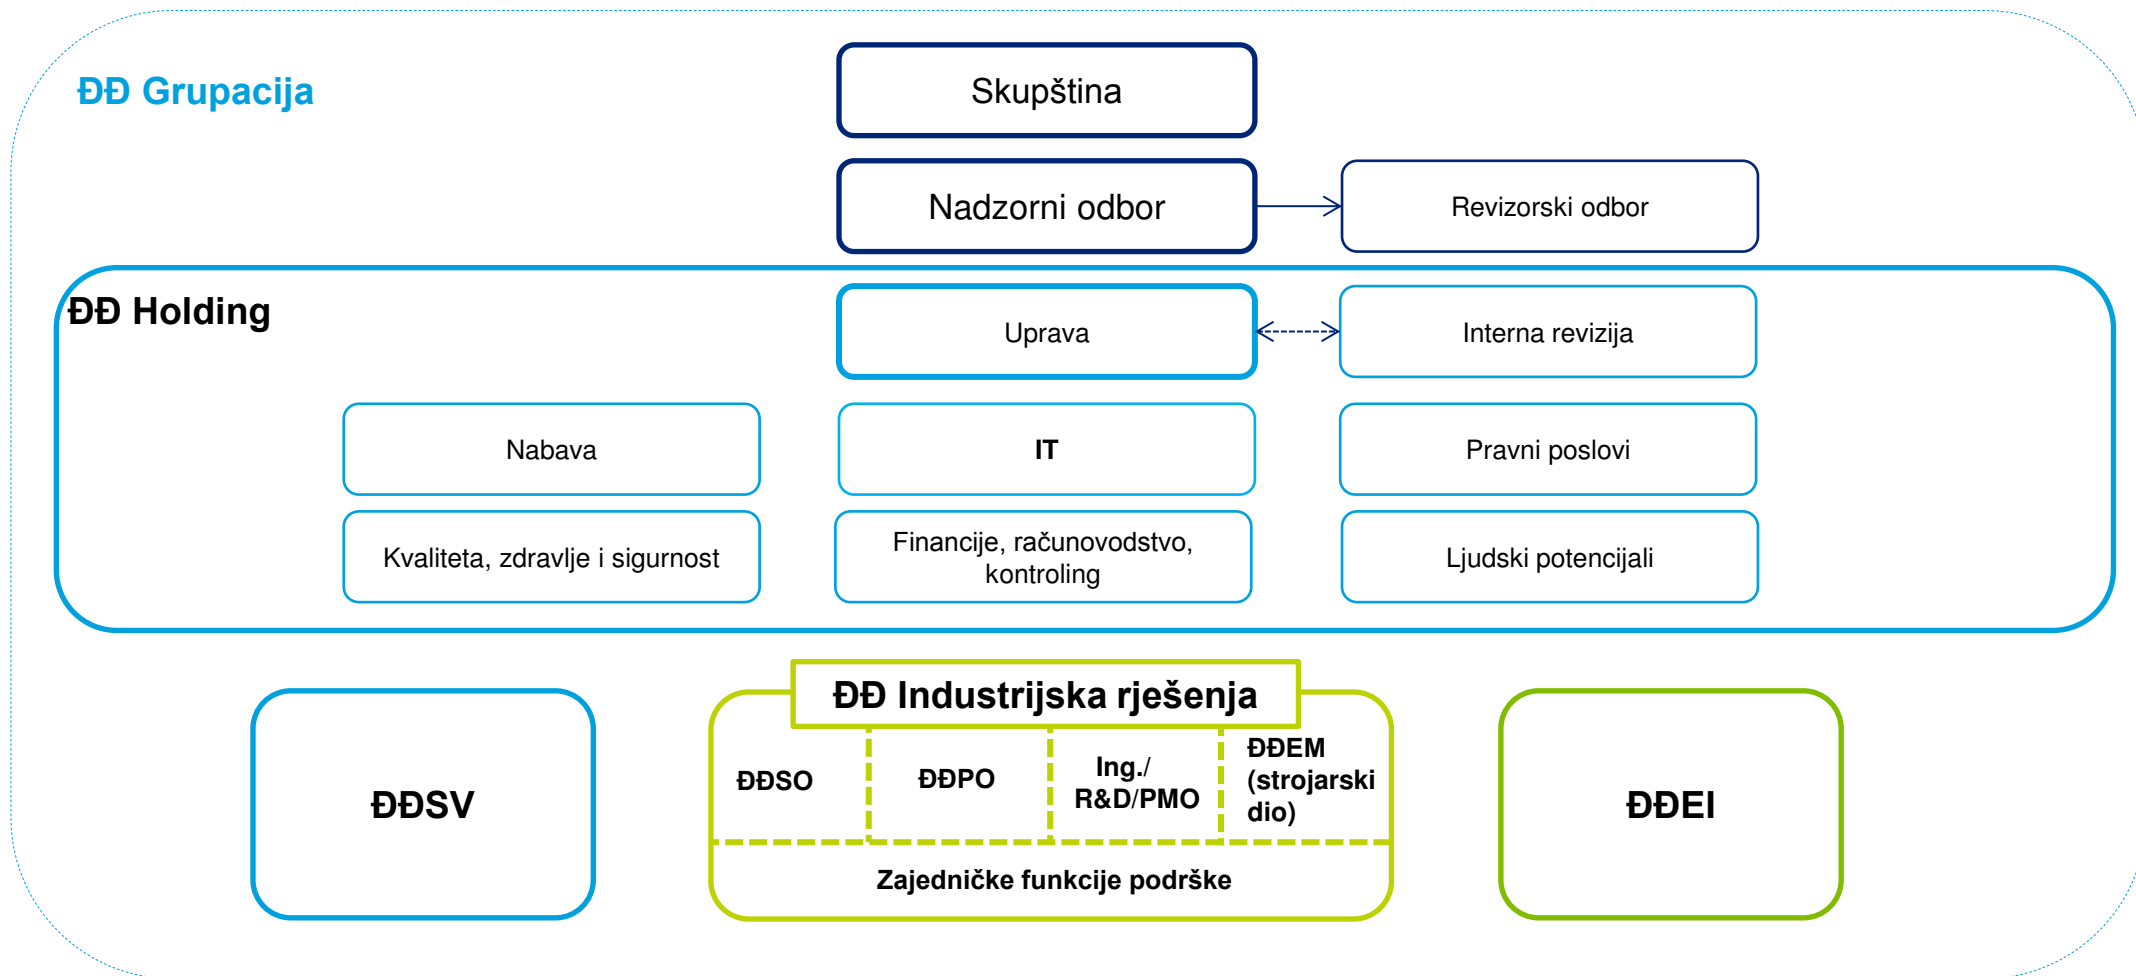 ĐĐ Grupacija
Skupština
Nadzorni odbor
Revizorski odbor
ĐĐ Holding
Uprava
Interna revizija
Nabava
IT
Pravni poslovi
Kvaliteta, zdravlje i sigurnost
Financije, računovodstvo,
kontroling
Ljudski potencijali
ĐĐSV
ĐĐ Industrijska rješenja
ĐĐSO
ĐĐPO
Ing./
R&D/PMO
ĐĐEM
(strojarski
dio)
Zajedničke funkcije podrške
ĐĐEI